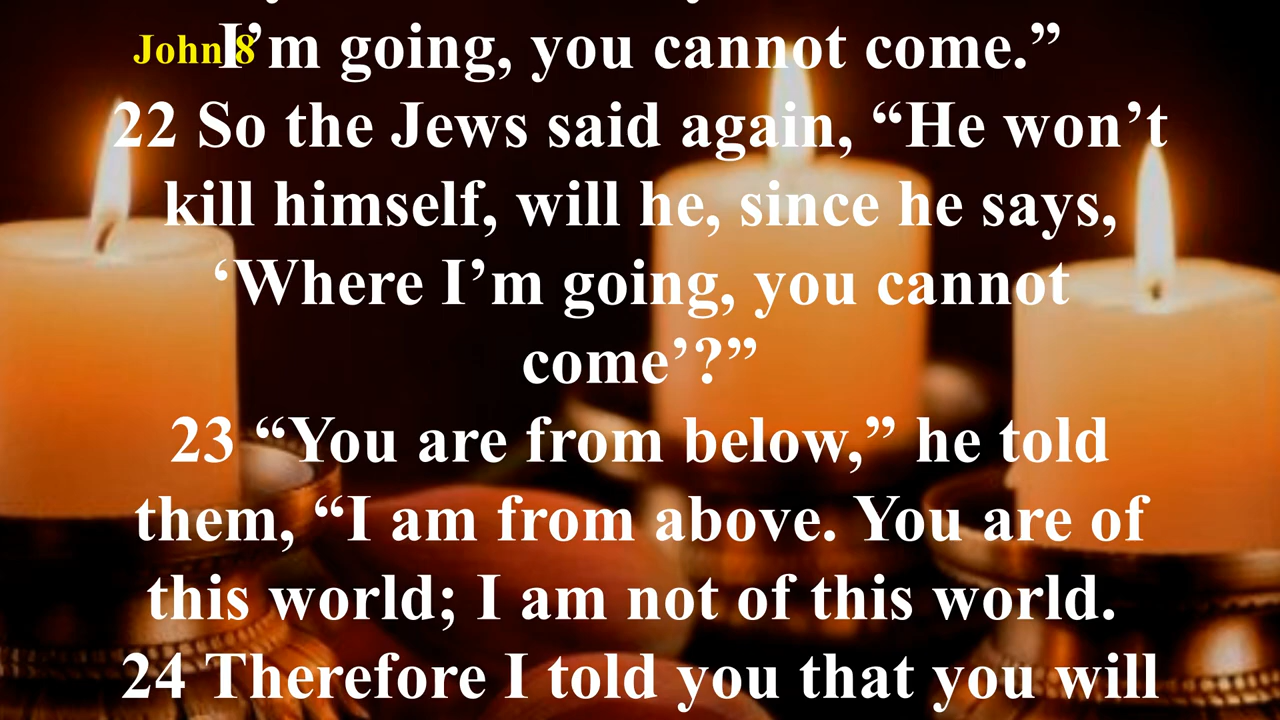 John 8
I’m going, you cannot come.”
22 So the Jews said again, “He won’t
kill himself, will he, since he says,
‘Where I’m going, you cannot
come’?”
23 “You are from below,” he told
them, “I am from above. You are of
this world; I am not of this world.
24 Therefore I told you that you will